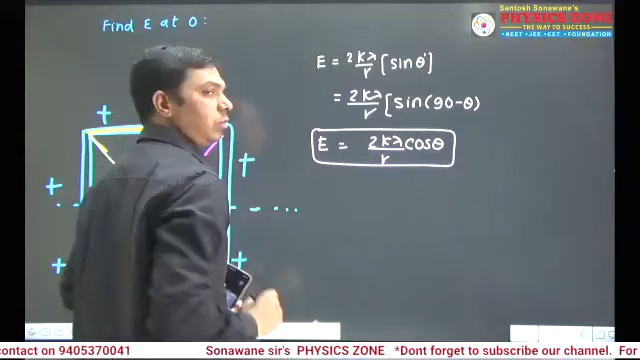 Find E at O :
Santosh Sonawane's
PHYSICS ZONE
THE WAY TO SUCCESS
NEET • JEE • CET • FOUNDATION
E = 2kλ/r [sinθ']
= 2kλ/r [sin(90-θ)
E = 2kλ/r cosθ
+
+
+
+
+
contact on 9405370041 Sonawane sir's PHYSICS ZONE *Dont forget to subscribe our channel. For